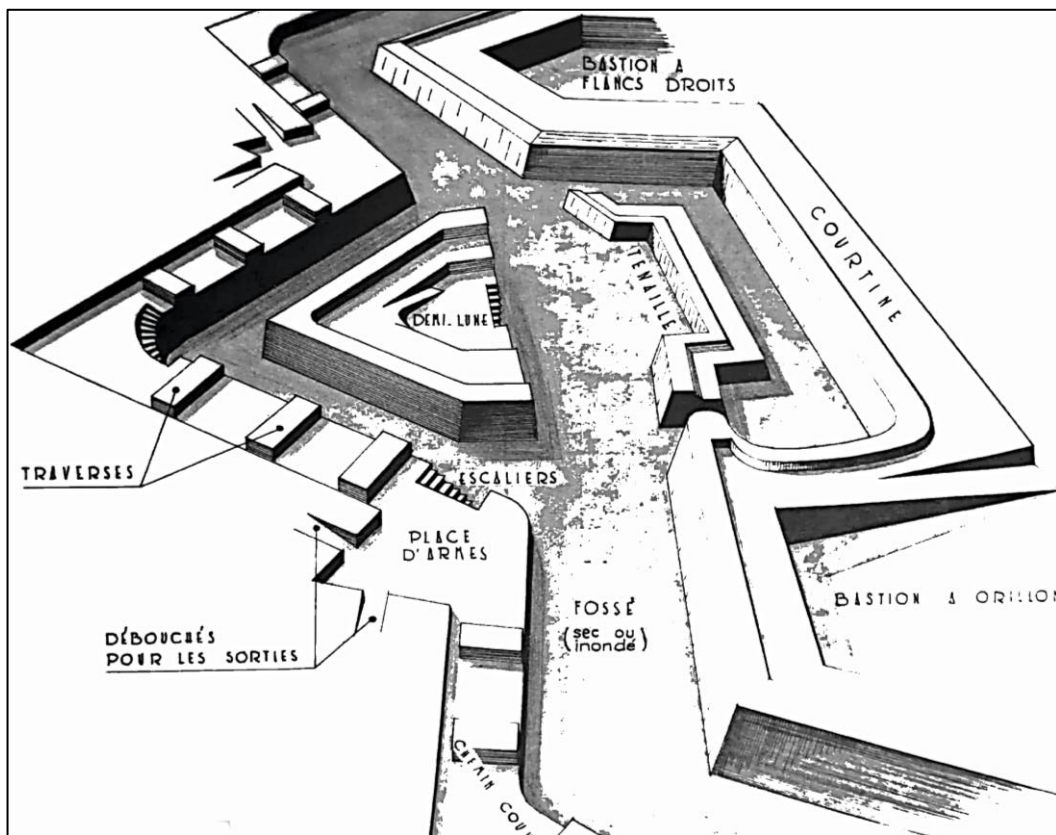 BASTION A
FLANCS DROITS
COURTINE
TENAILLE
DEMI.LUNE
TRAVERSES
ESCALIERS
PLACE
D'ARMES
FOSSÉ
(sec ou
inondé)
BASTION A ORILLON
DÉBOUCHÉS
POUR LES SORTIES
CHEMIN COU